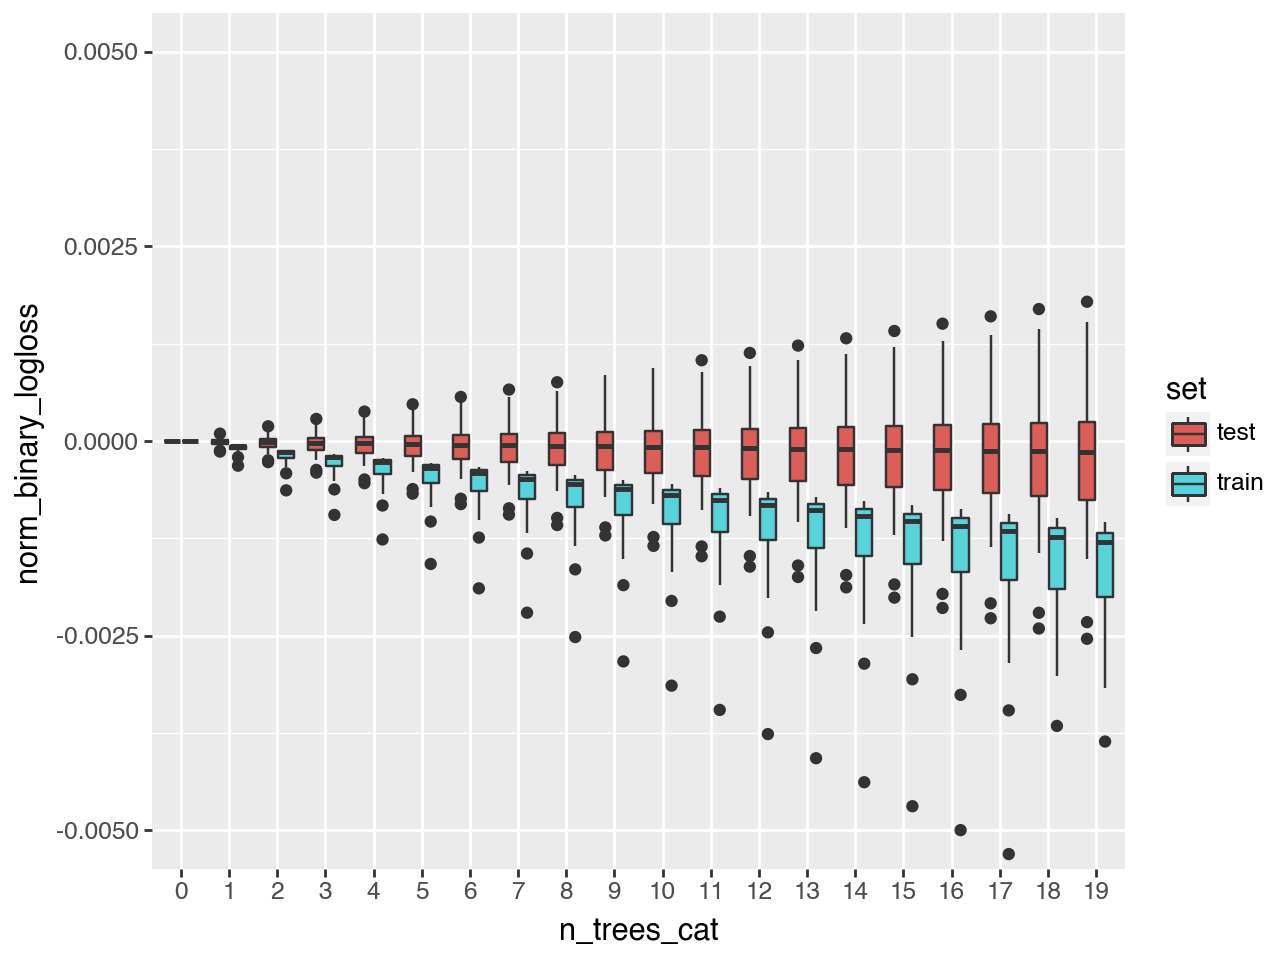 0.0050
0.0025
0.0000
-0.0025
-0.0050
norm_binary_logloss
0 1 2 3 4 5 6 7 8 9 10 11 12 13 14 15 16 17 18 19
n_trees_cat
set
test
train